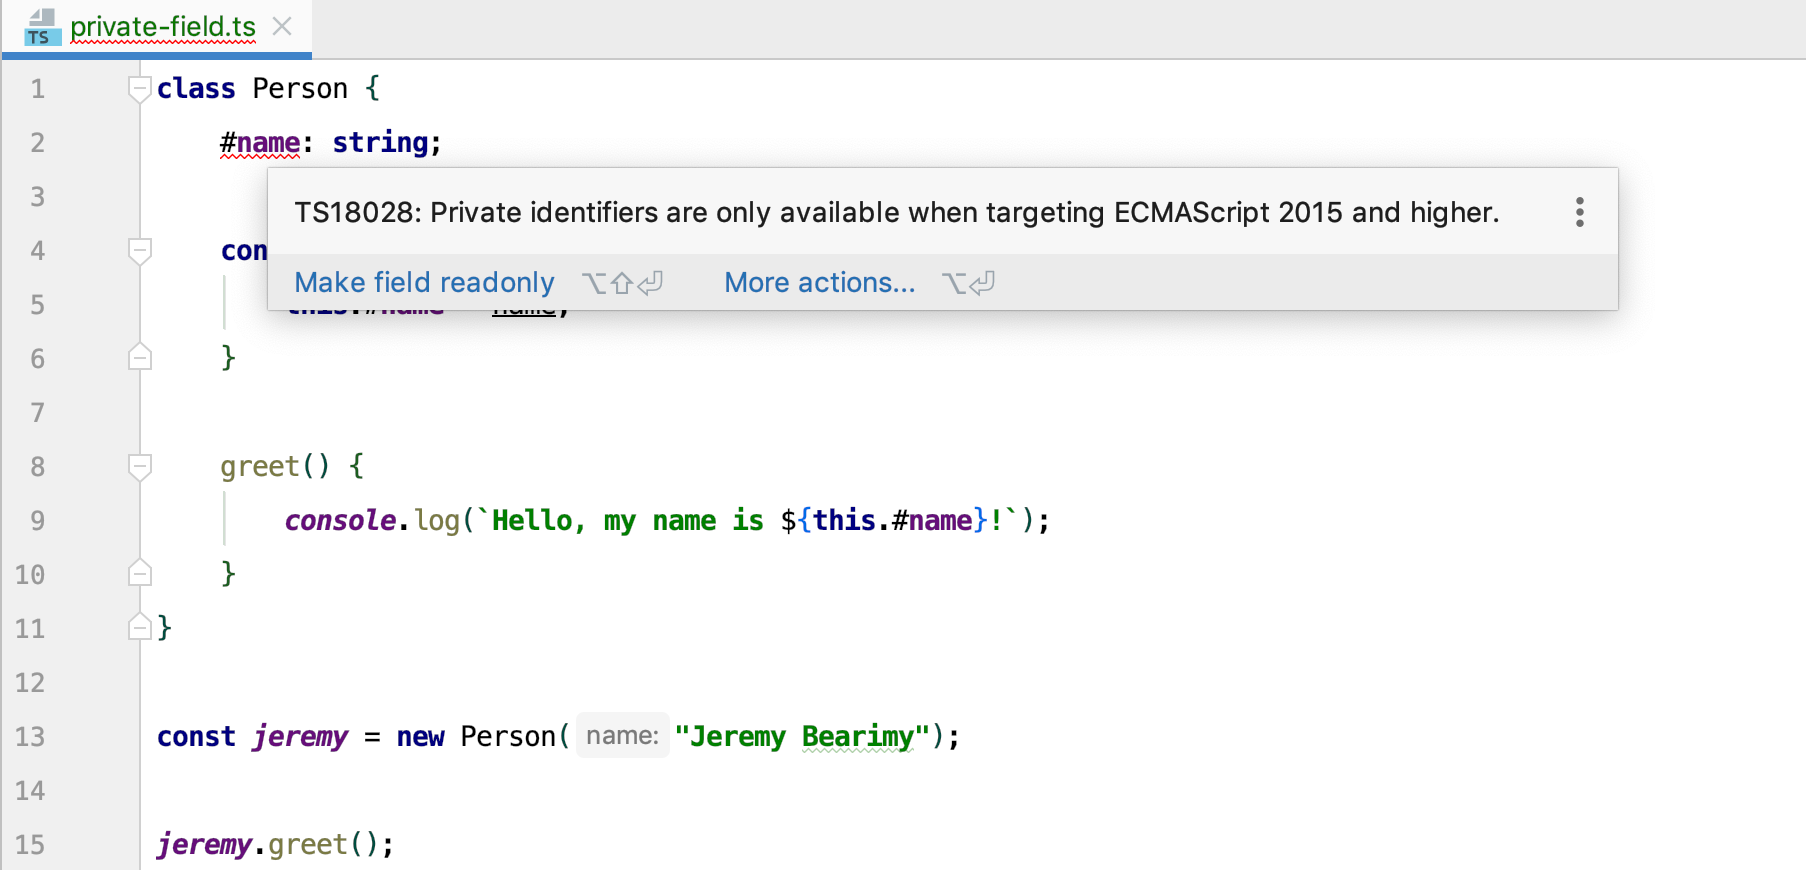 TS private-field.ts
1 class Person {
2 #name: string;
3 TS18028: Private identifiers are only available when targeting ECMAScript 2015 and higher.
4 con
Make field readonly ⌥⇧⏎ More actions... ⌥⏎
5 this.#name name;
6 }
7
8 greet() {
9 console.log(`Hello, my name is ${this.#name}!`);
10 }
11 }
12
13 const jeremy = new Person( name: "Jeremy Bearimy");
14
15 jeremy.greet();